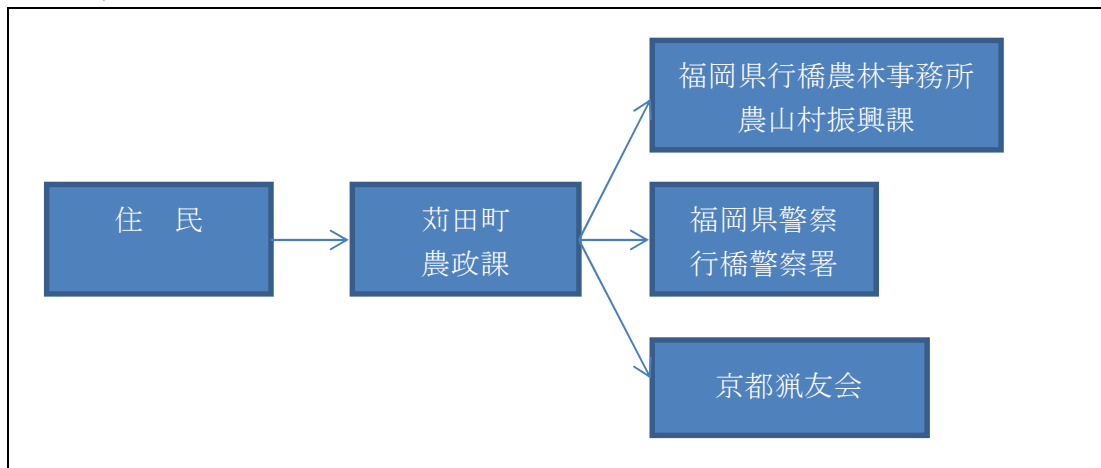 福岡県行橋農林事務所
農山村振興課
住　民
苅田町
農政課
福岡県警察
行橋警察署
京都猟友会